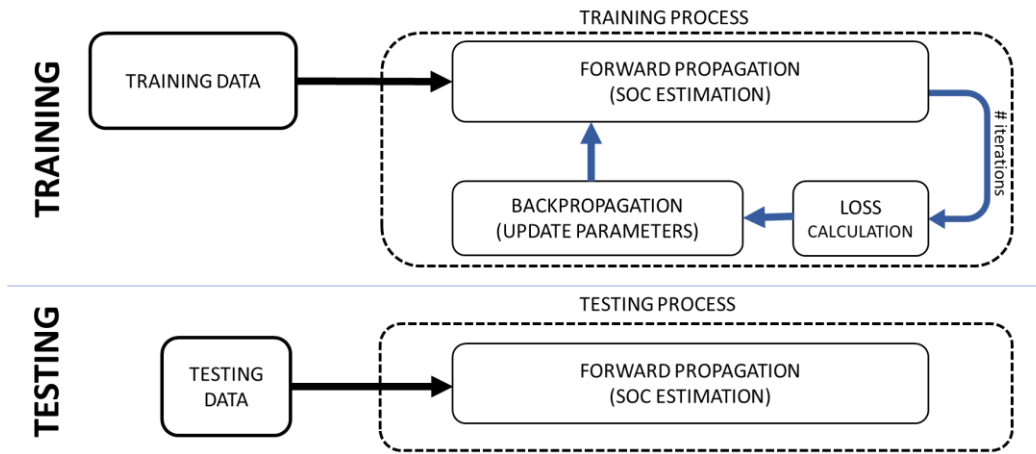 TRAINING
TRAINING PROCESS
TRAINING DATA
FORWARD PROPAGATION
(SOC ESTIMATION)
# iterations
BACKPROPAGATION
(UPDATE PARAMETERS)
LOSS
CALCULATION
TESTING
TESTING PROCESS
TESTING
DATA
FORWARD PROPAGATION
(SOC ESTIMATION)